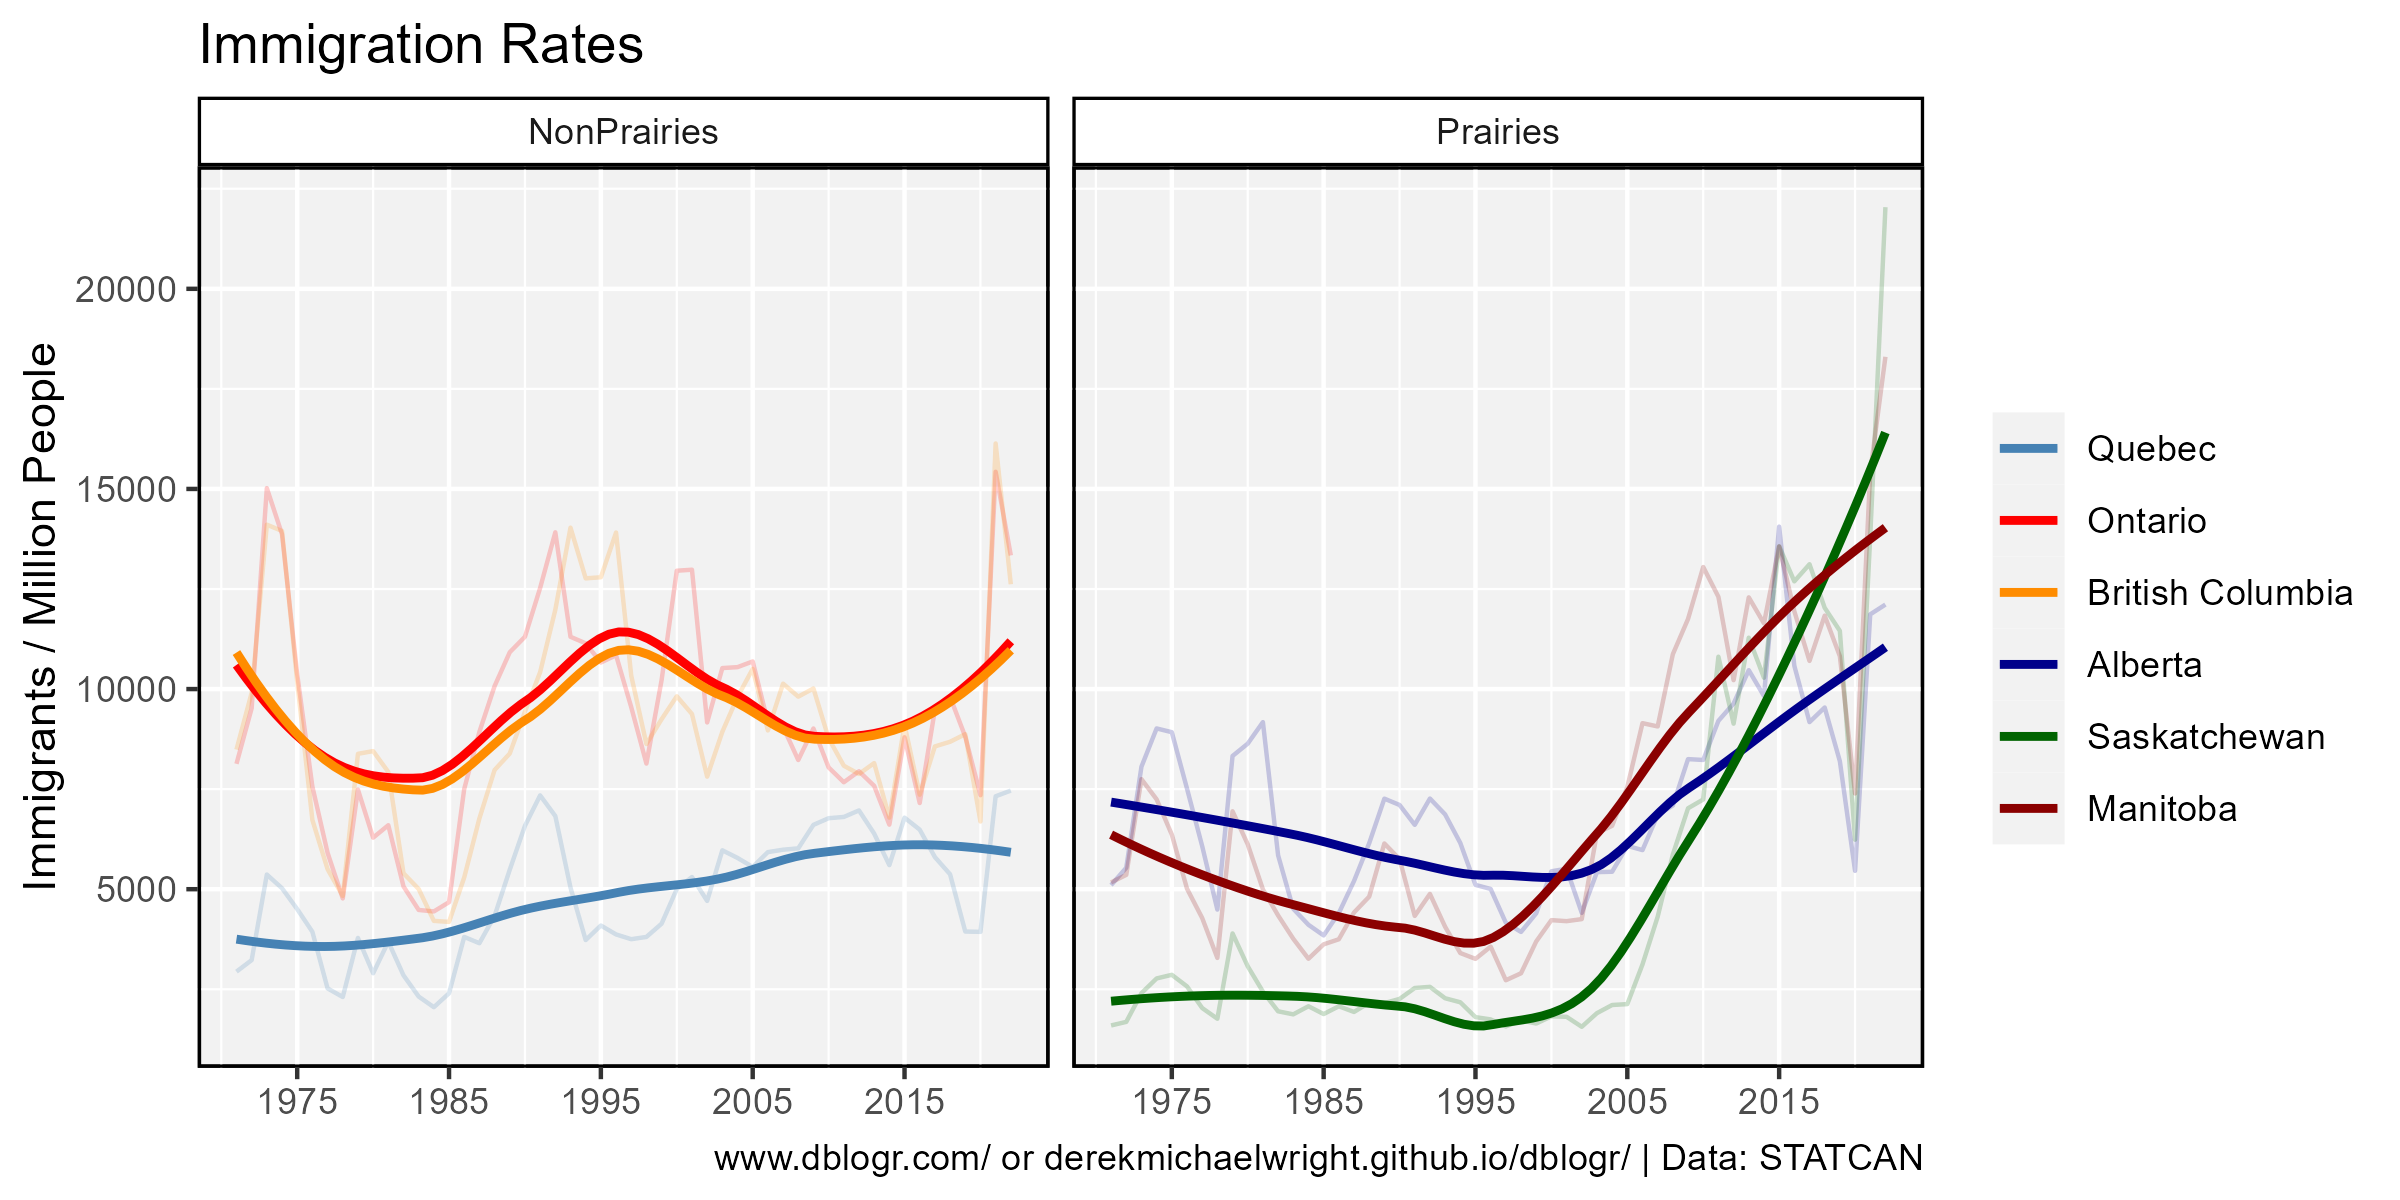 Immigration Rates
NonPrairies
Prairies
Immigrants / Million People
20000
15000
10000
5000
1975 1985 1995 2005 2015
1975 1985 1995 2005 2015
Quebec
Ontario
British Columbia
Alberta
Saskatchewan
Manitoba
www.dblogr.com/ or derekmichaelwright.github.io/dblogr/ | Data: STATCAN